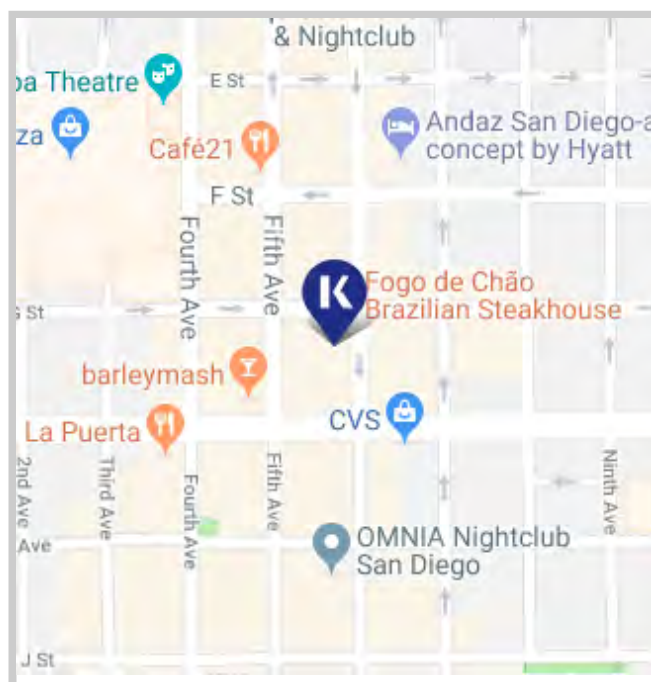 & Nightclub
pa Theatre
E St
za
Café21
Andaz San Diego-a
concept by Hyatt
F St
Fourth Ave
Fifth Ave
K
Fogo de Chão
Brazilian Steakhouse
G St
barleymash
La Puerta
CVS
2nd Ave
Third Ave
Fourth Ave
Fifth Ave
Ninth Ave
Ave
OMNIA Nightclub
San Diego
J St